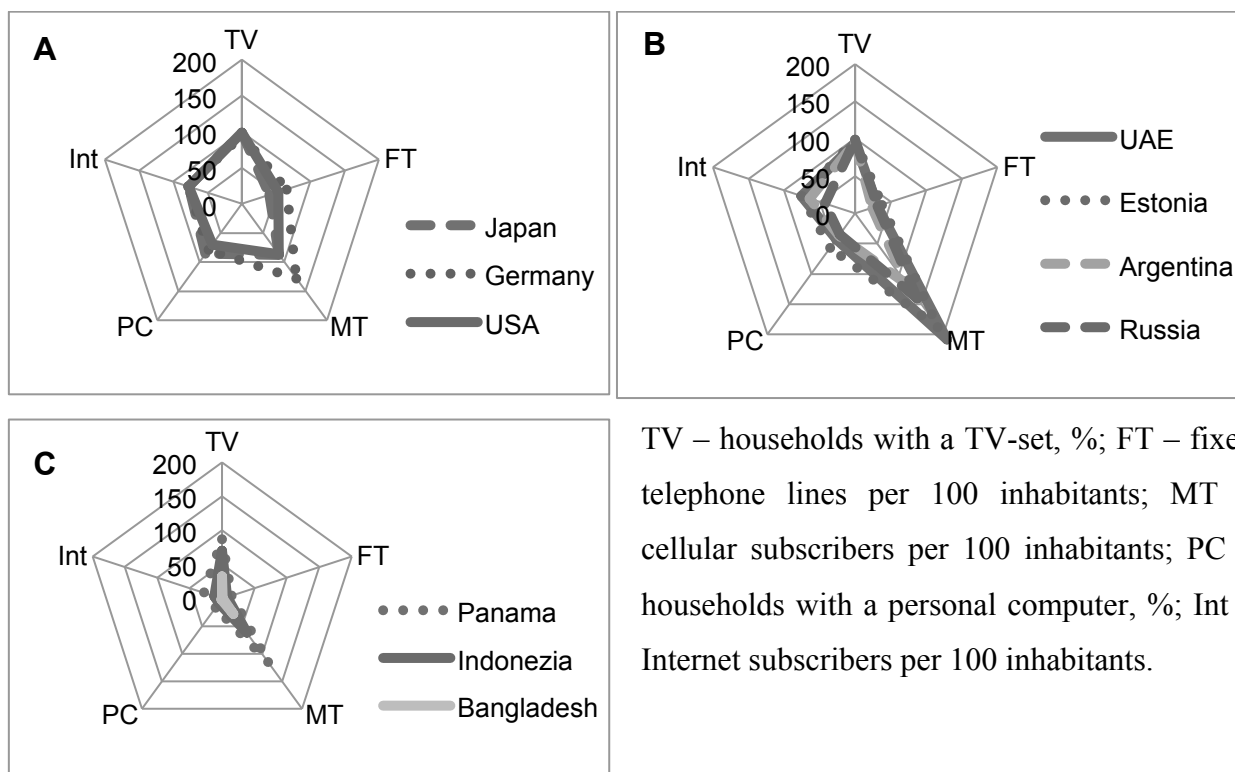 A
TV
200
150
100
50
0
Int
FT
PC
MT
Japan
Germany
USA
B
TV
200
150
100
50
0
Int
FT
PC
MT
UAE
Estonia
Argentina
Russia
C
TV
200
150
100
50
0
Int
FT
PC
MT
Panama
Indonezia
Bangladesh
TV – households with a TV-set, %; FT –
telephone lines per 100 inhabitants; MT
cellular subscribers per 100 inhabitants; PC
households with a personal computer, %; Int
Internet subscribers per 100 inhabitants.